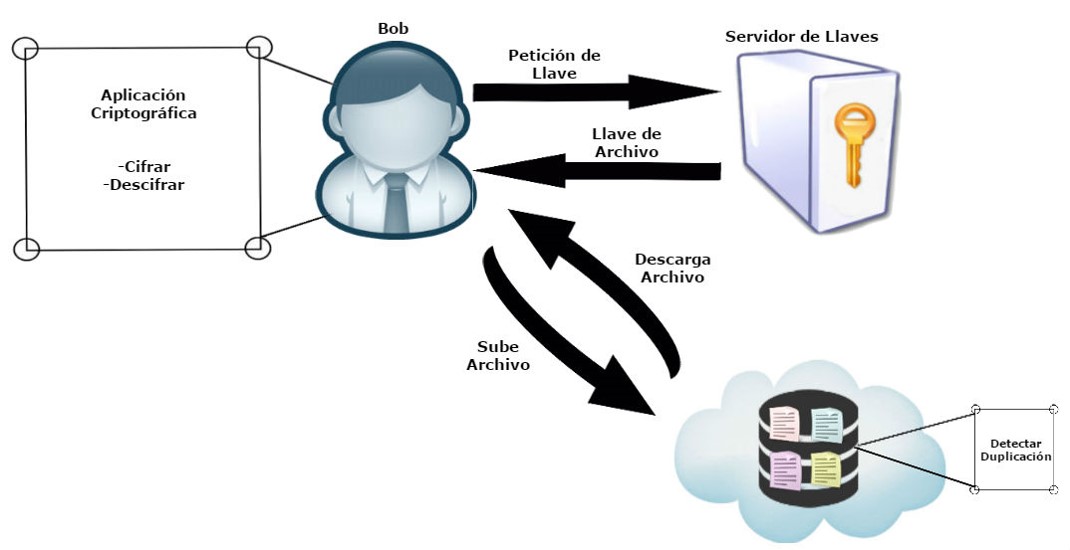 Bob
Servidor de Llaves
Petición de
Llave
Aplicación
Criptográfica
-Cifrar
-Descifrar
Llave de
Archivo
Descarga
Archivo
Sube
Archivo
Detectar
Duplicación